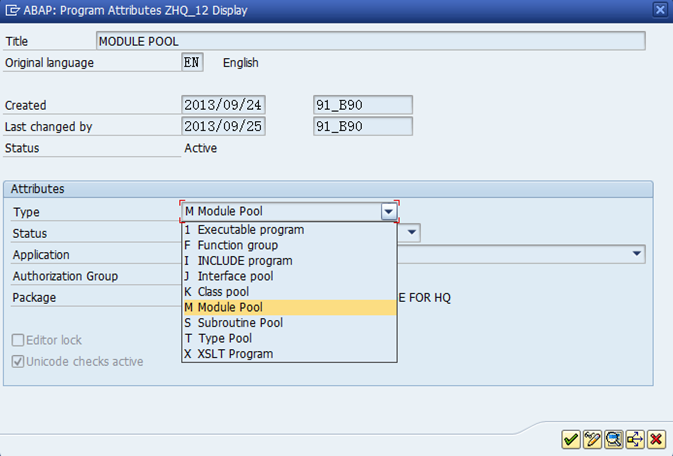 ABAP: Program Attributes ZHQ_12 Display
Title MODULE POOL
Original language EN English
Created 2013/09/24 91_B90
Last changed by 2013/09/25 91_B90
Status Active
Attributes
Type M Module Pool
Status
Application
Authorization Group
Package E FOR HQ
1 Executable program
F Function group
I INCLUDE program
J Interface pool
K Class pool
M Module Pool
S Subroutine Pool
T Type Pool
X XSLT Program
Editor lock
Unicode checks active